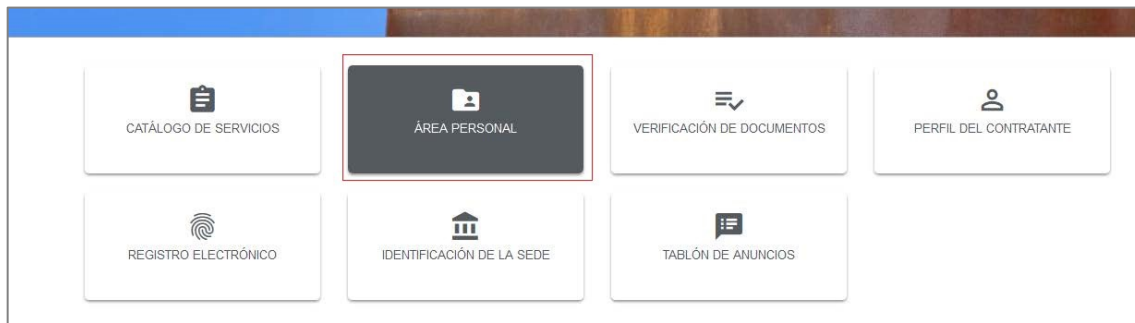 CATÁLOGO DE SERVICIOS
ÁREA PERSONAL
VERIFICACIÓN DE DOCUMENTOS
PERFIL DEL CONTRATANTE
REGISTRO ELECTRÓNICO
IDENTIFICACIÓN DE LA SEDE
TABLÓN DE ANUNCIOS